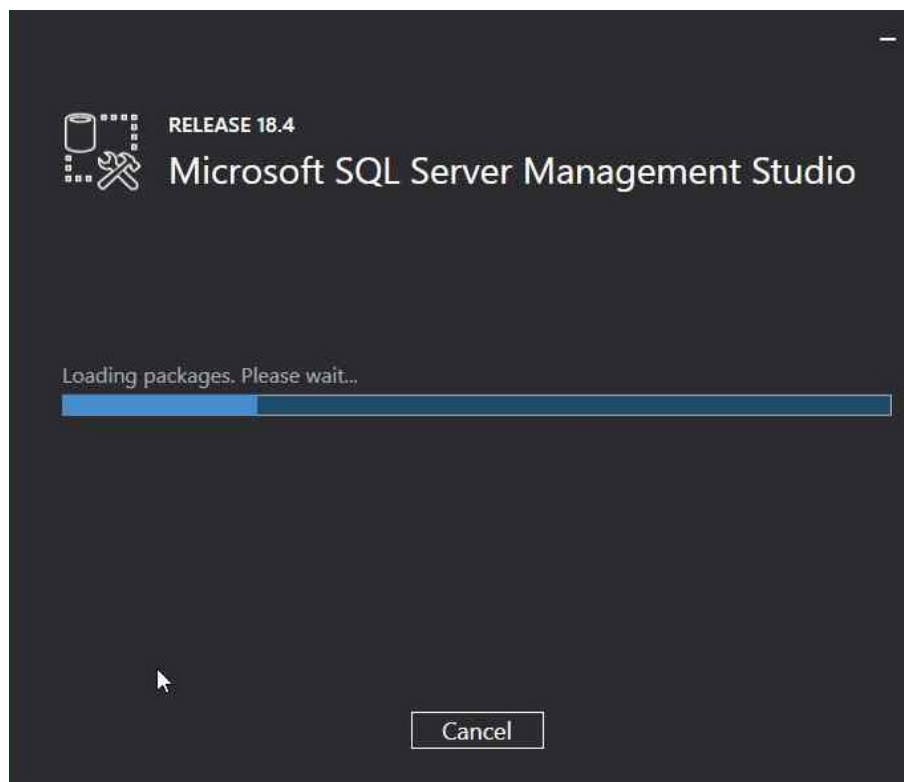 RELEASE 18.4
Microsoft SQL Server Management Studio
Loading packages. Please wait...
Cancel